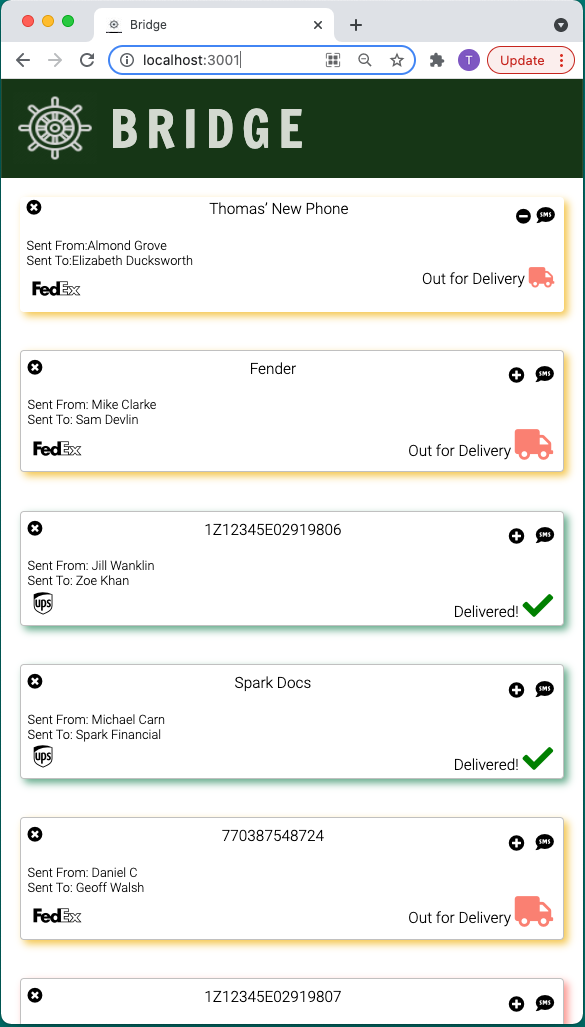 Bridge
localhost:3001
T
Update
BRIDGE
Thomas’ New Phone
SMS
Sent From:Almond Grove
Sent To:Elizabeth Ducksworth
FedEx
Out for Delivery
Fender
SMS
Sent From: Mike Clarke
Sent To: Sam Devlin
FedEx
Out for Delivery
1Z12345E02919806
SMS
Sent From: Jill Wanklin
Sent To: Zoe Khan
ups
Delivered!
Spark Docs
SMS
Sent From: Michael Carn
Sent To: Spark Financial
ups
Delivered!
770387548724
SMS
Sent From: Daniel C
Sent To: Geoff Walsh
FedEx
Out for Delivery
1Z12345E02919807
SMS